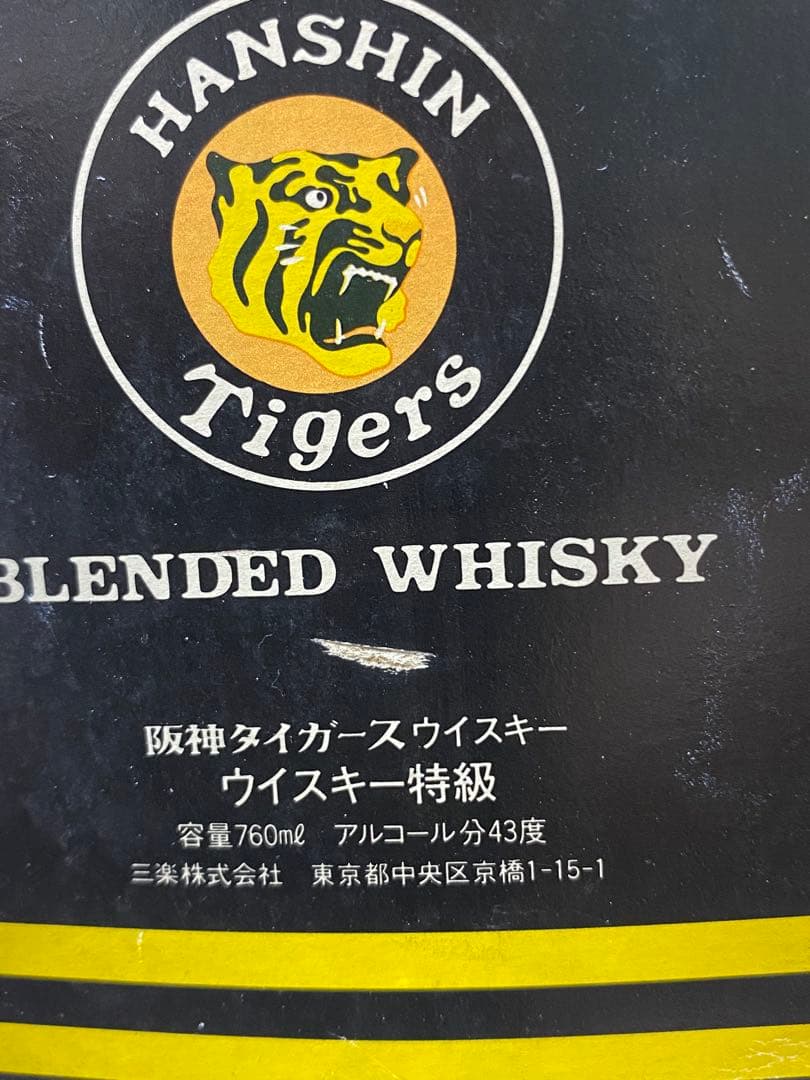 HANSHIN
Tigers
BLENDED WHISKY
阪神タイガースウイスキー
ウイスキー特級
容量760ml アルコール分43度
三楽株式会社 東京都中央区京橋1-15-1